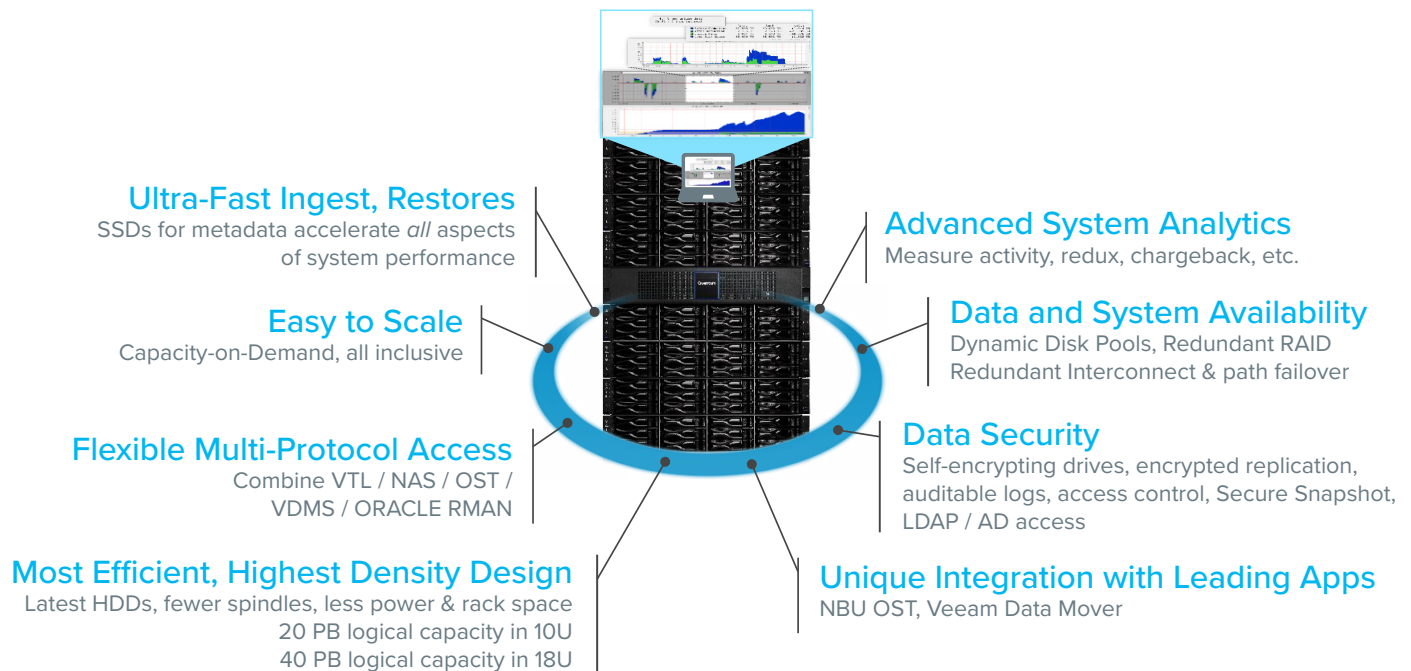 Quantum
Ultra-Fast Ingest, Restores
SSDs for metadata accelerate all aspects
of system performance
Easy to Scale
Capacity-on-Demand, all inclusive
Flexible Multi-Protocol Access
Combine VTL / NAS / OST /
VDMS / ORACLE RMAN
Most Efficient, Highest Density Design
Latest HDDs, fewer spindles, less power & rack space
20 PB logical capacity in 10U
40 PB logical capacity in 18U
Advanced System Analytics
Measure activity, redux, chargeback, etc.
Data and System Availability
Dynamic Disk Pools, Redundant RAID
Redundant Interconnect & path failover
Data Security
Self-encrypting drives, encrypted replication,
auditable logs, access control, Secure Snapshot,
LDAP / AD access
Unique Integration with Leading Apps
NBU OST, Veeam Data Mover